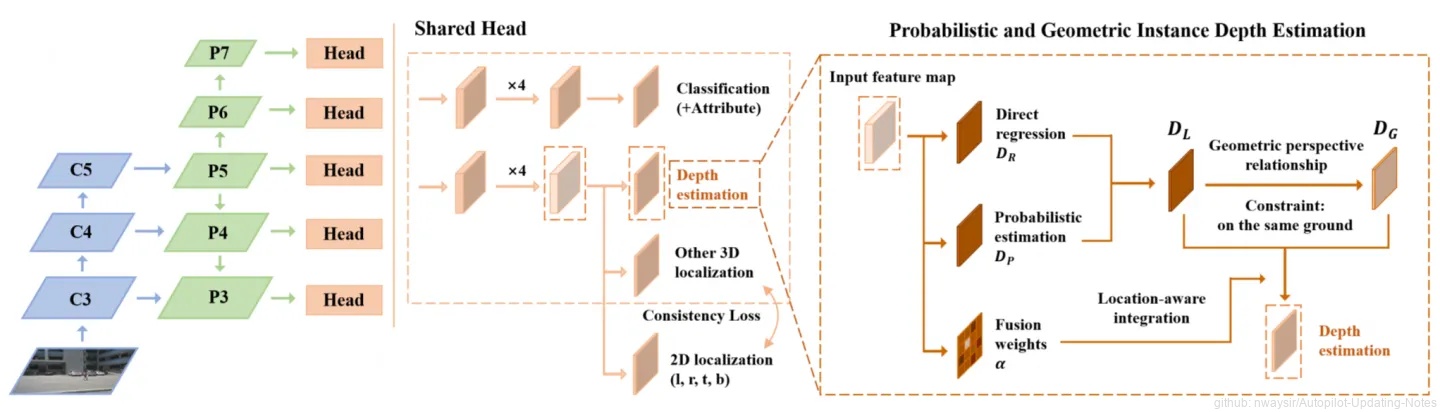 P7
Head
P6
Head
C5
P5
Head
C4
P4
Head
C3
P3
Head
Shared Head
×4
Classification
(+Attribute)
×4
Depth
estimation
Other 3D
localization
Consistency Loss
2D localization
(l, r, t, b)
Probabilistic and Geometric Instance Depth Estimation
Input feature map
Direct
regression
D_R
Probabilistic
estimation
D_P
Fusion
weights
α
D_L
Geometric perspective
relationship
D_G
Constraint:
on the same ground
Location-aware
integration
Depth
estimation
github: nwaysir/Autopilot-Updating-Notes